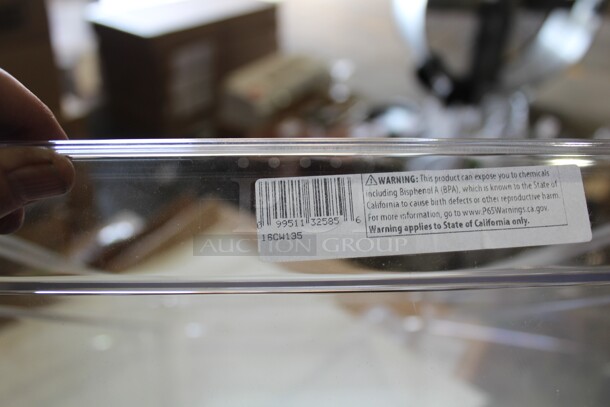 ⚠WARNING: This product can expose you to chemicals
including Bisphenol A (BPA), which is known to the State of
California to cause birth defects or other reproductive harm.
For more information, go to www.P65Warnings.ca.gov
Warning applies to State of California only.
0 99511 32585 6
18CW135
AUCTION GROUP